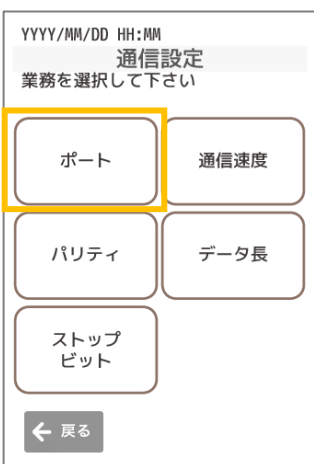 YYYY/MM/DD HH:MM
通信設定
業務を選択して下さい
ポート
通信速度
パリティ
データ長
ストップ
ビット
戻る